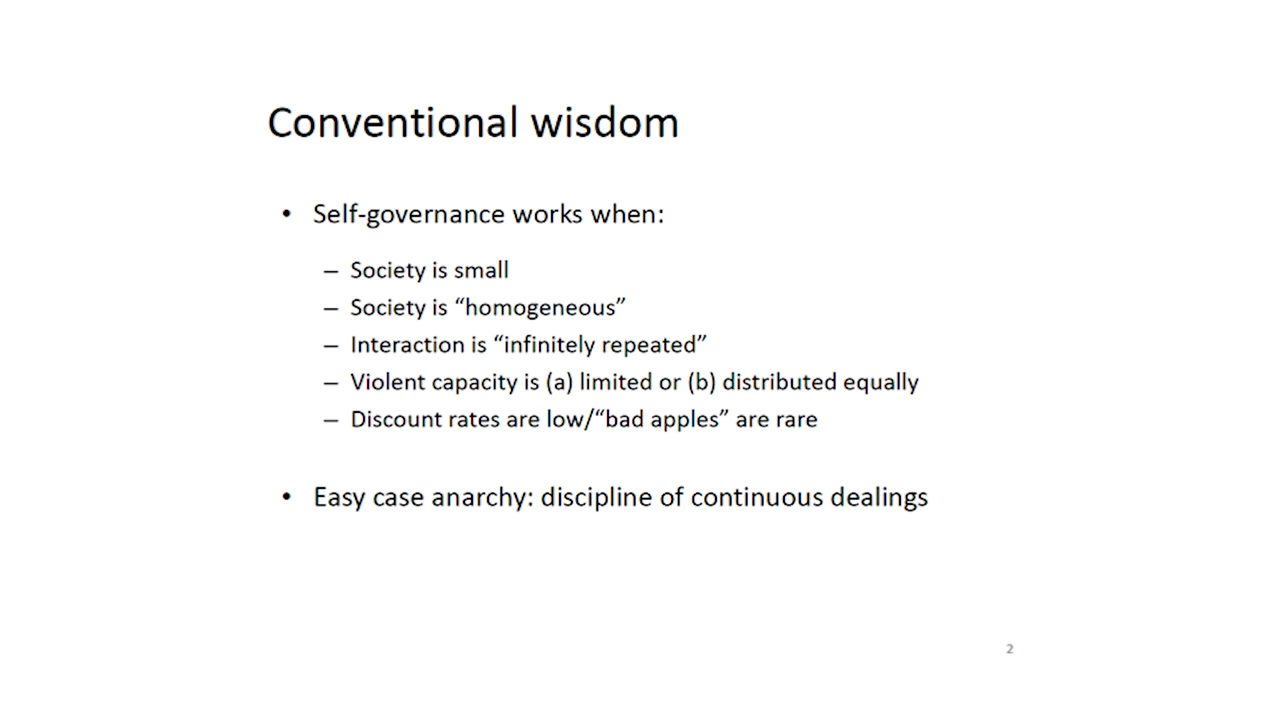 Conventional wisdom
• Self-governance works when:
– Society is small
– Society is “homogeneous”
– Interaction is “infinitely repeated”
– Violent capacity is (a) limited or (b) distributed equally
– Discount rates are low/“bad apples” are rare
• Easy case anarchy: discipline of continuous dealings
2